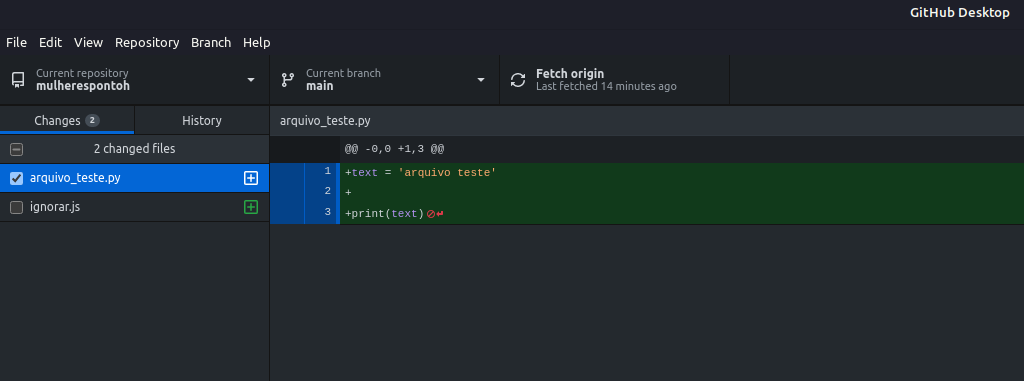 GitHub Desktop
File Edit View Repository Branch Help
Current repository
mulherespontoh
Current branch
main
Fetch origin
Last fetched 14 minutes ago
Changes 2
History
2 changed files
arquivo_teste.py
ignorar.js
arquivo_teste.py
@@ -0,0 +1,3 @@
1 +text = 'arquivo teste'
2 +
3 +print(text)